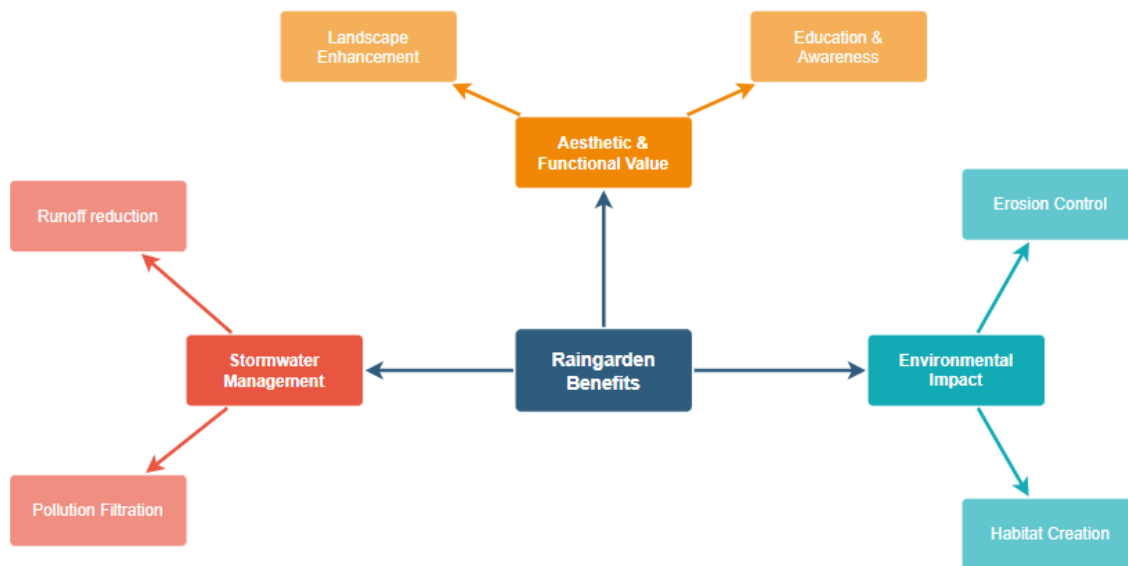 Landscape
Enhancement
Education &
Awareness
Aesthetic &
Functional Value
Runoff reduction
Erosion Control
Stormwater
Management
Raingarden
Benefits
Environmental
Impact
Pollution Filtration
Habitat Creation